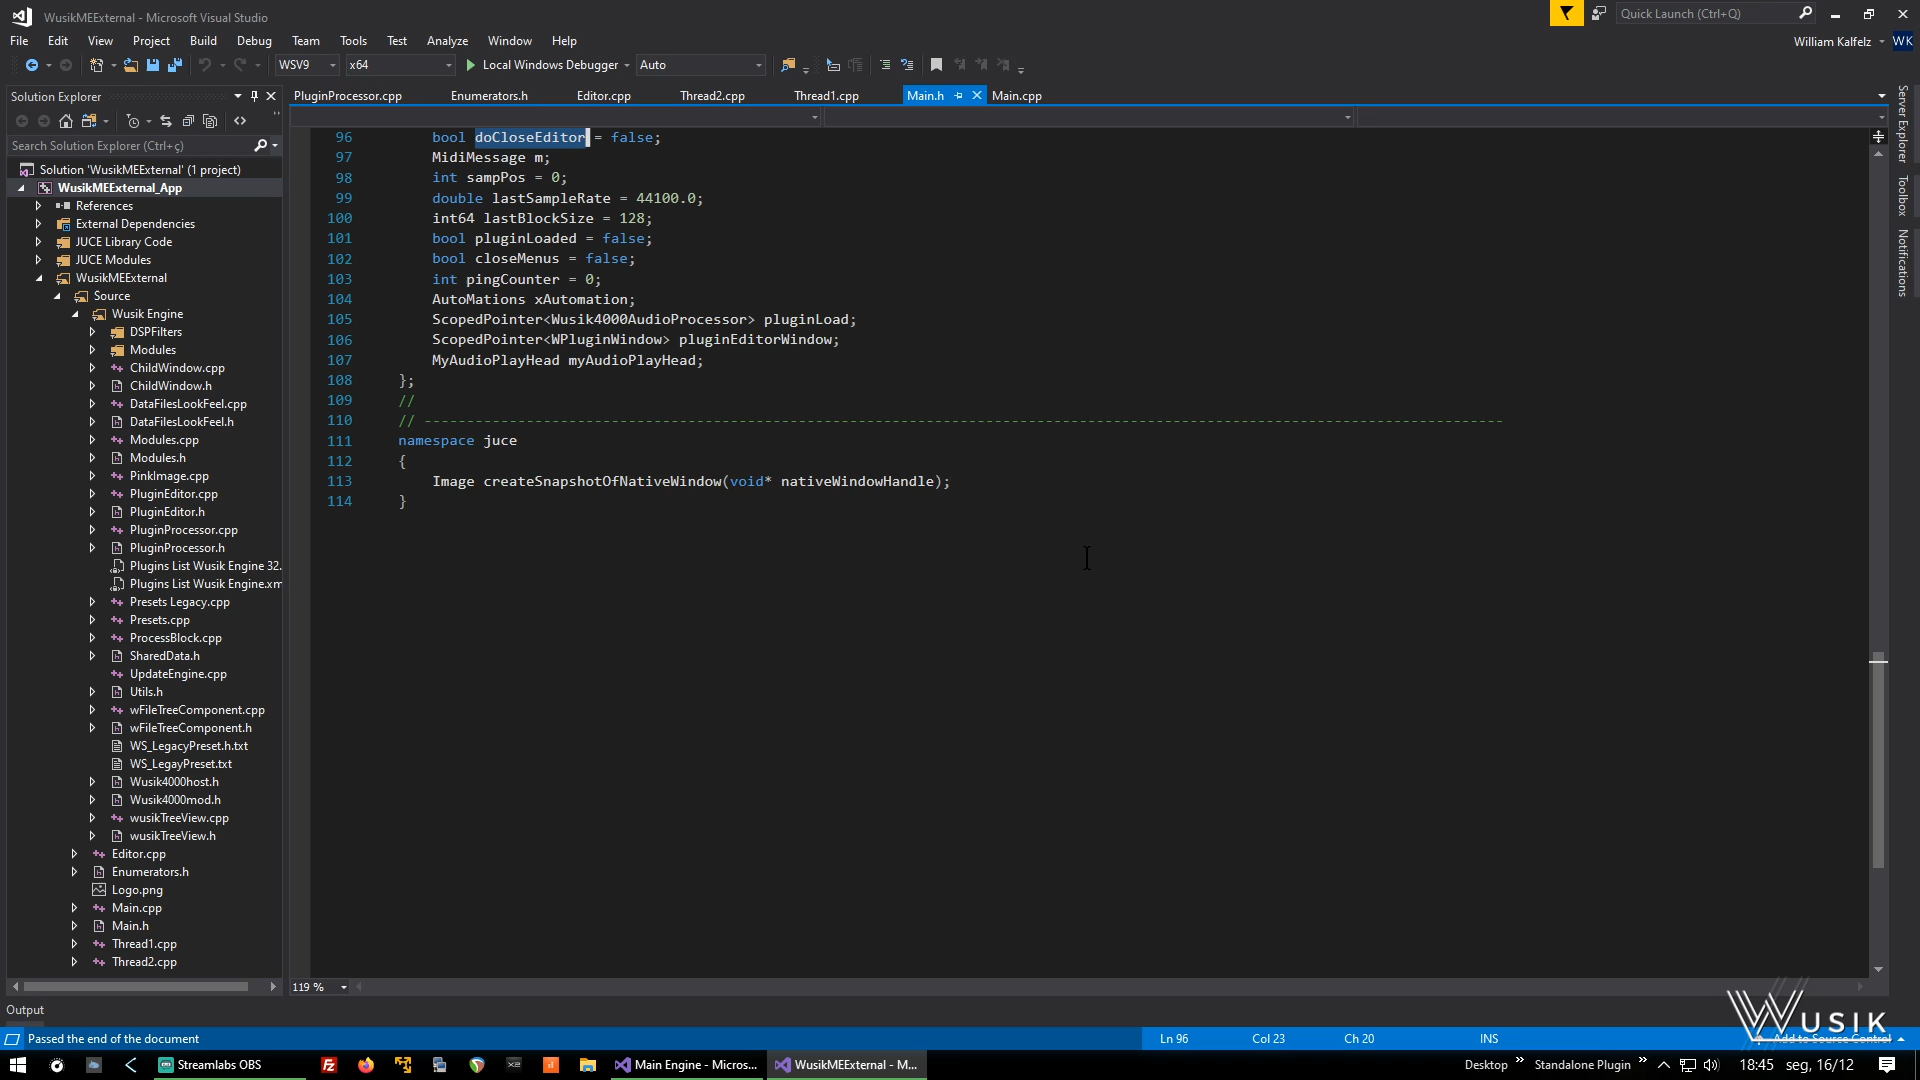 WusikMEExternal - Microsoft Visual Studio
Quick Launch (Ctrl+Q)
File Edit View Project Build Debug Team Tools Test Analyze Window Help
William Kalfelz WK
WSV9 x64 Local Windows Debugger Auto
Solution Explorer
PluginProcessor.cpp Enumerators.h Editor.cpp Thread2.cpp Thread1.cpp Main.h Main.cpp
Search Solution Explorer (Ctrl+ç)
Solution 'WusikMEExternal' (1 project)
WusikMEExternal_App
References
External Dependencies
JUCE Library Code
JUCE Modules
WusikMEExternal
Source
Wusik Engine
DSPFilters
Modules
ChildWindow.cpp
ChildWindow.h
DataFilesLookFeel.cpp
DataFilesLookFeel.h
Modules.cpp
Modules.h
PinkImage.cpp
PluginEditor.cpp
PluginEditor.h
PluginProcessor.cpp
PluginProcessor.h
Plugins List Wusik Engine 32.
Plugins List Wusik Engine.xm
Presets Legacy.cpp
Presets.cpp
ProcessBlock.cpp
SharedData.h
UpdateEngine.cpp
Utils.h
wFileTreeComponent.cpp
wFileTreeComponent.h
WS_LegacyPreset.h.txt
WS_LegayPreset.txt
Wusik4000host.h
Wusik4000mod.h
wusikTreeView.cpp
wusikTreeView.h
Editor.cpp
Enumerators.h
Logo.png
Main.cpp
Main.h
Thread1.cpp
Thread2.cpp
96 bool doCloseEditor = false;
97 MidiMessage m;
98 int sampPos = 0;
99 double lastSampleRate = 44100.0;
100 int64 lastBlockSize = 128;
101 bool pluginLoaded = false;
102 bool closeMenus = false;
103 int pingCounter = 0;
104 AutoMations xAutomation;
105 ScopedPointer<Wusik4000AudioProcessor> pluginLoad;
106 ScopedPointer<WPluginWindow> pluginEditorWindow;
107 MyAudioPlayHead myAudioPlayHead;
108 };
109 //
110 // -------------------------------------------------------------------------------------------------------------------------------
111 namespace juce
112 {
113 Image createSnapshotOfNativeWindow(void* nativeWindowHandle);
114 }
Server Explorer
Toolbox
Notifications
119 %
Output
WUSIK
Passed the end of the document Ln 96 Col 23 Ch 20 INS Add to Source Control
Streamlabs OBS Main Engine - Micros... WusikMEExternal - M... Desktop Standalone Plugin 18:45 seg, 16/12